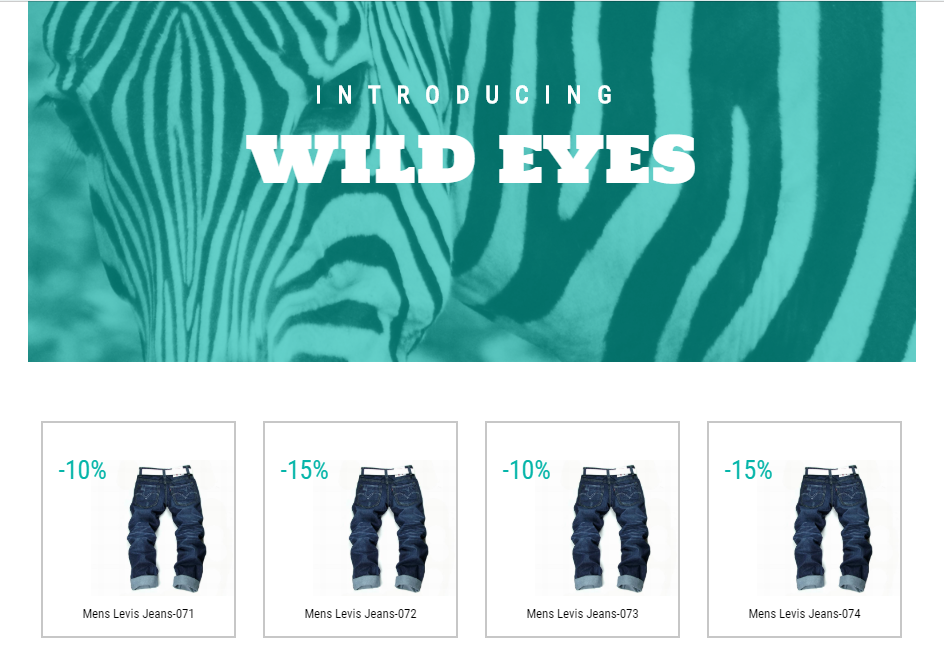 INTRODUCING
WILD EYES
-10%
-15%
-10%
-15%
Mens Levis Jeans-071
Mens Levis Jeans-072
Mens Levis Jeans-073
Mens Levis Jeans-074